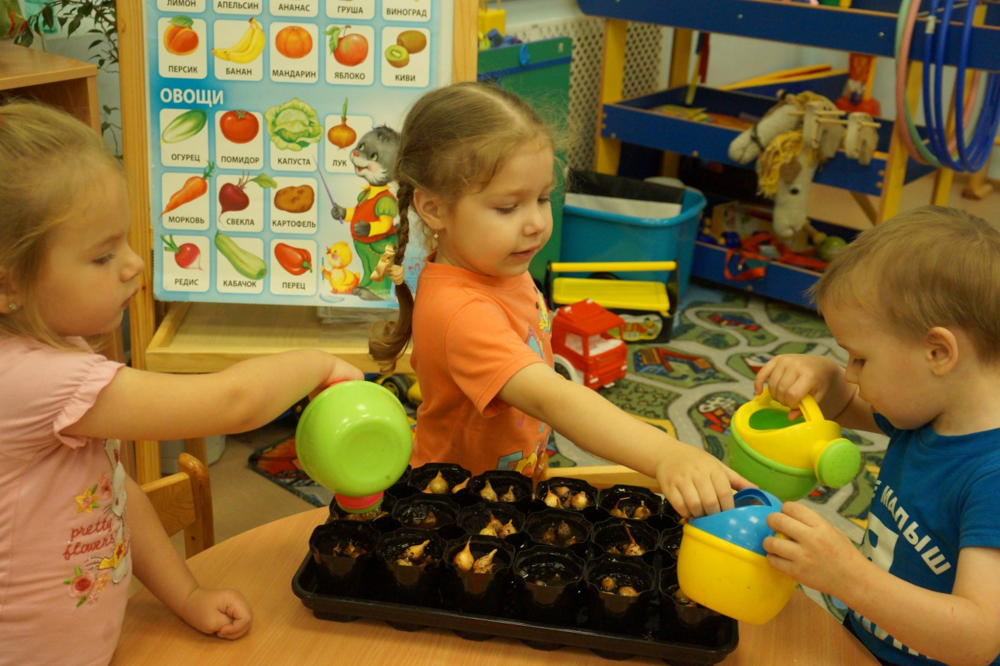 ЛИМОН АПЕЛЬСИН АНАНАС ГРУША ВИНОГРАД
ПЕРСИК БАНАН МАНДАРИН ЯБЛОКО КИВИ
ОВОЩИ
ОГУРЕЦ ПОМИДОР КАПУСТА ЛУК
МОРКОВЬ СВЕКЛА КАРТОФЕЛЬ
РЕДИС КАБАЧОК ПЕРЕЦ
pretty
flowers
МАЛЫШ